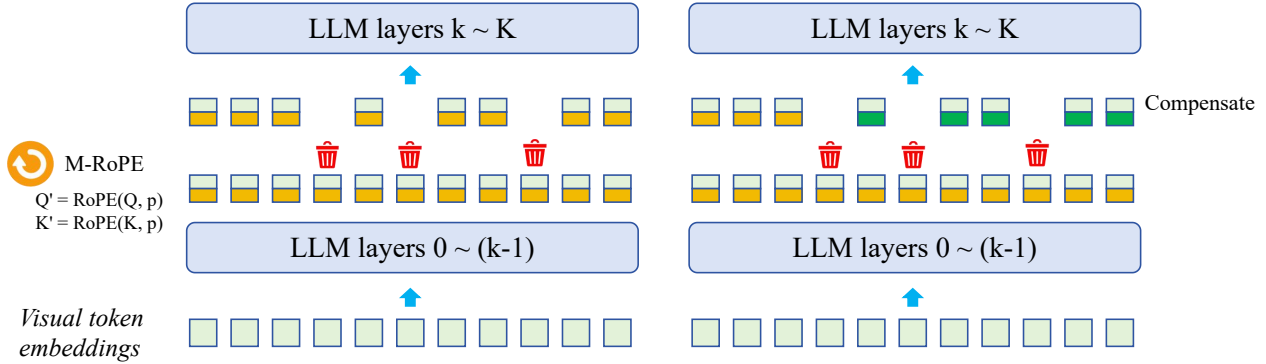 LLM layers k ~ K
LLM layers k ~ K
Compensate
M-RoPE
Q' = RoPE(Q, p)
K' = RoPE(K, p)
LLM layers 0 ~ (k-1)
LLM layers 0 ~ (k-1)
Visual token
embeddings